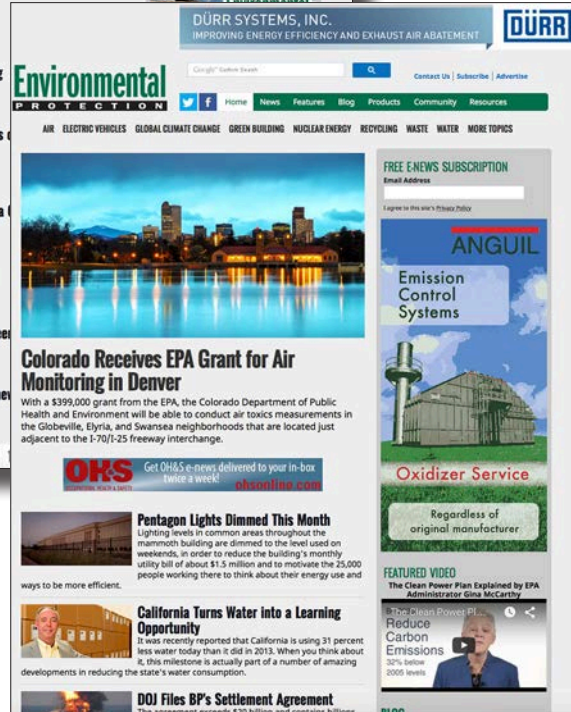 DÜRR SYSTEMS, INC.
IMPROVING ENERGY EFFICIENCY AND EXHAUST AIR ABATEMENT
DÜRR
Environmental
PROTECTION
Google Custom Search
Contact Us | Subscribe | Advertise
Home News Features Blog Products Community Resources
AIR ELECTRIC VEHICLES GLOBAL CLIMATE CHANGE GREEN BUILDING NUCLEAR ENERGY RECYCLING WASTE WATER MORE TOPICS
Colorado Receives EPA Grant for Air
Monitoring in Denver
With a $399,000 grant from the EPA, the Colorado Department of Public
Health and Environment will be able to conduct air toxics measurements in
the Globeville, Elyria, and Swansea neighborhoods that are located just
adjacent to the I-70/I-25 freeway interchange.
OH&S
OCCUPATIONAL HEALTH & SAFETY
Get OH&S e-news delivered to your in-box
twice a week!
ohsonline.com
Pentagon Lights Dimmed This Month
Lighting levels in common areas throughout the
mammoth building are dimmed to the level used on
weekends, in order to reduce the building's monthly
utility bill of about $1.5 million and to motivate the 25,000
people working there to think about their energy use and
ways to be more efficient.
California Turns Water into a Learning
Opportunity
It was recently reported that California is using 31 percent
less water today than it did in 2013. When you think about
it, this milestone is actually part of a number of amazing
developments in reducing the state's water consumption.
DOJ Files BP's Settlement Agreement
FREE E-NEWS SUBSCRIPTION
Email Address
I agree to this site's Privacy Policy
ANGUIL
Emission
Control
Systems
Oxidizer Service
Regardless of
original manufacturer
FEATURED VIDEO
The Clean Power Plan Explained by EPA
Administrator Gina McCarthy
The Clean Power Pl...
Reduce
Carbon
Emissions
32% below
2005 levels